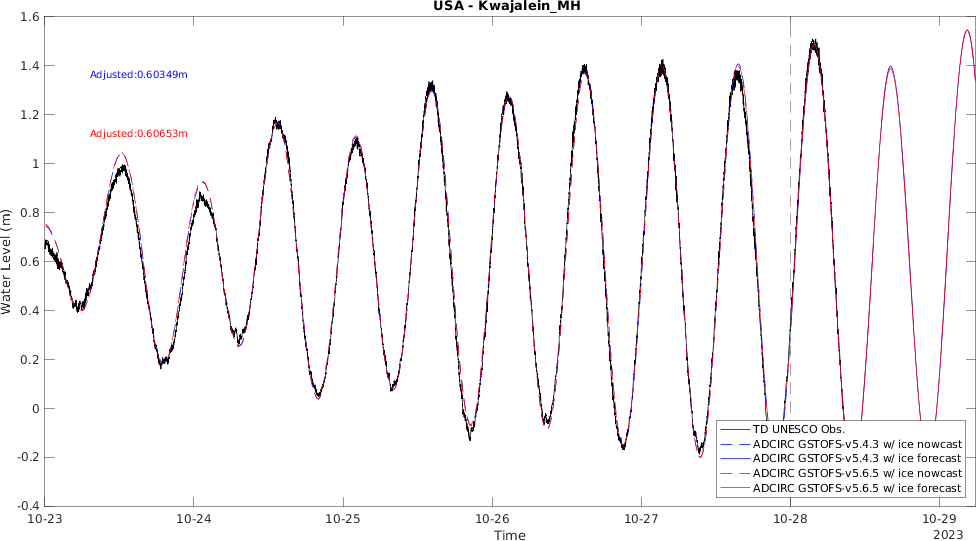 USA - Kwajalein_MH
1.6
1.4
1.2
1
0.8
0.6
0.4
0.2
0
-0.2
-0.4
Water Level (m)
Adjusted:0.60349m
Adjusted:0.60653m
TD UNESCO Obs.
ADCIRC GSTOFS-v5.4.3 w/ ice nowcast
ADCIRC GSTOFS-v5.4.3 w/ ice forecast
ADCIRC GSTOFS-v5.6.5 w/ ice nowcast
ADCIRC GSTOFS-v5.6.5 w/ ice forecast
10-23 10-24 10-25 10-26 10-27 10-28 10-29
2023
Time